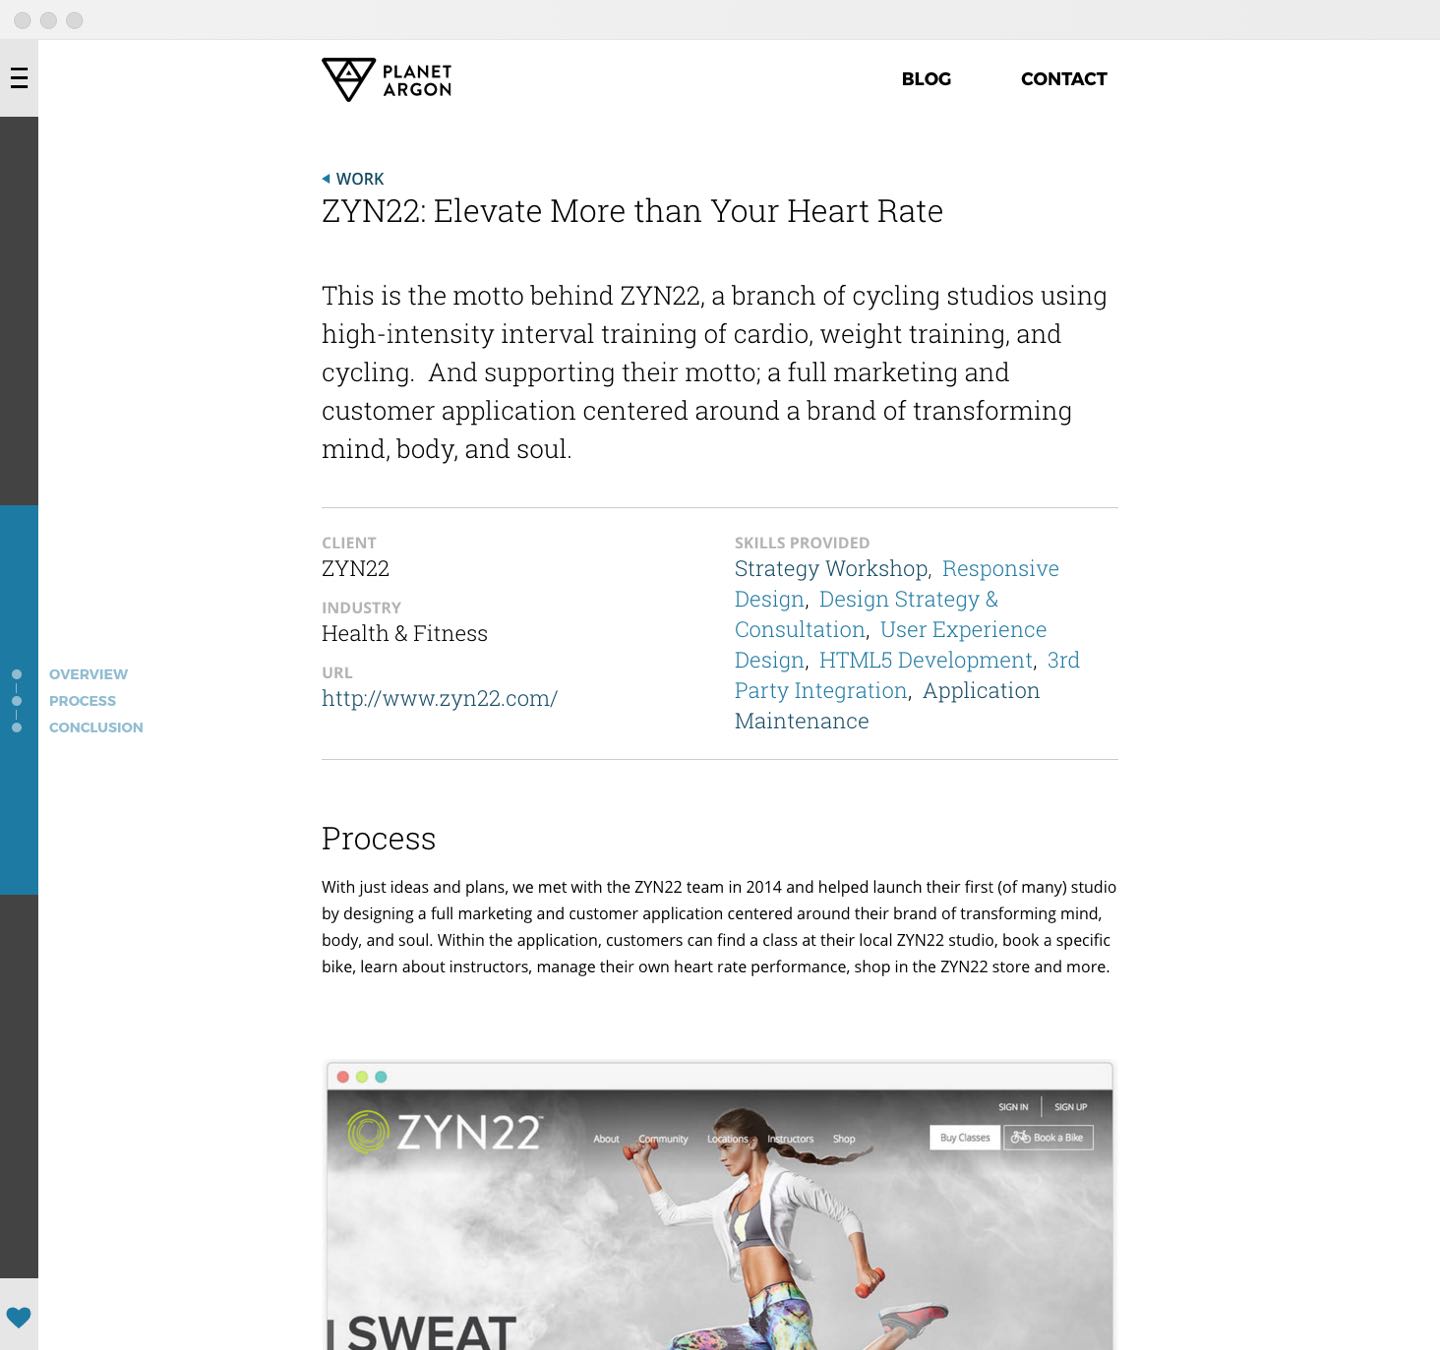 PLANET
ARGON
BLOG
CONTACT
WORK
ZYN22: Elevate More than Your Heart Rate
This is the motto behind ZYN22, a branch of cycling studios using
high-intensity interval training of cardio, weight training, and
cycling.  And supporting their motto; a full marketing and
customer application centered around a brand of transforming
mind, body, and soul.
CLIENT
ZYN22
INDUSTRY
Health & Fitness
URL
http://www.zyn22.com/
SKILLS PROVIDED
Strategy Workshop,  Responsive
Design,  Design Strategy &
Consultation,  User Experience
Design,  HTML5 Development,  3rd
Party Integration,  Application
Maintenance
OVERVIEW
PROCESS
CONCLUSION
Process
With just ideas and plans, we met with the ZYN22 team in 2014 and helped launch their first (of many) studio
by designing a full marketing and customer application centered around their brand of transforming mind,
body, and soul. Within the application, customers can find a class at their local ZYN22 studio, book a specific
bike, learn about instructors, manage their own heart rate performance, shop in the ZYN22 store and more.
SIGN IN
SIGN UP
ZYN22™
About
Community
Locations
Instructors
Shop
Buy Classes
Book a Bike
I SWEAT